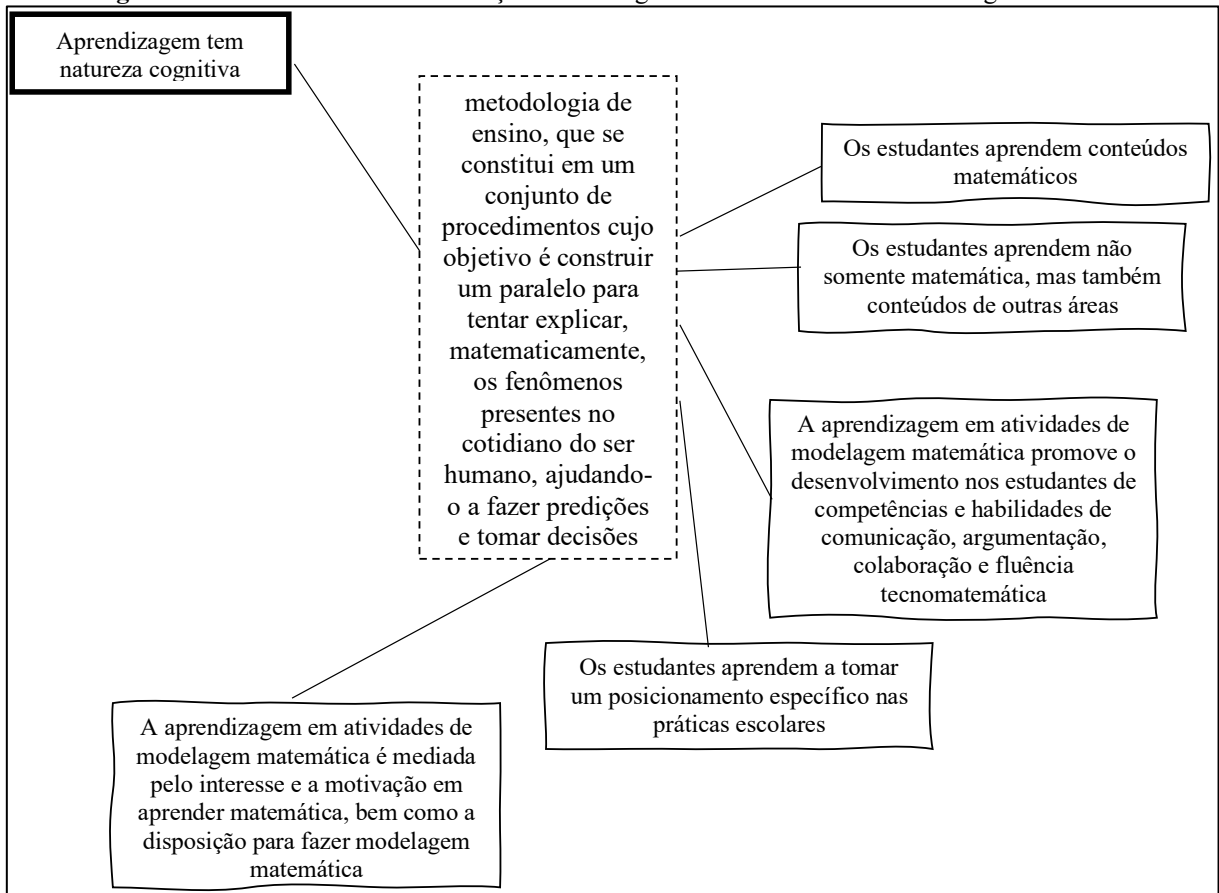 Aprendizagem tem
natureza cognitiva
metodologia de
ensino, que se
constitui em um
conjunto de
procedimentos cujo
objetivo é construir
um paralelo para
tentar explicar,
matematicamente,
os fenômenos
presentes no
cotidiano do ser
humano, ajudando-
o a fazer predições
e tomar decisões
Os estudantes aprendem conteúdos
matemáticos
Os estudantes aprendem não
somente matemática, mas também
conteúdos de outras áreas
A aprendizagem em atividades de
modelagem matemática promove o
desenvolvimento nos estudantes de
competências e habilidades de
comunicação, argumentação,
colaboração e fluência
tecnomatemática
Os estudantes aprendem a tomar
um posicionamento específico nas
práticas escolares
A aprendizagem em atividades de
modelagem matemática é mediada
pelo interesse e a motivação em
aprender matemática, bem como a
disposição para fazer modelagem
matemática